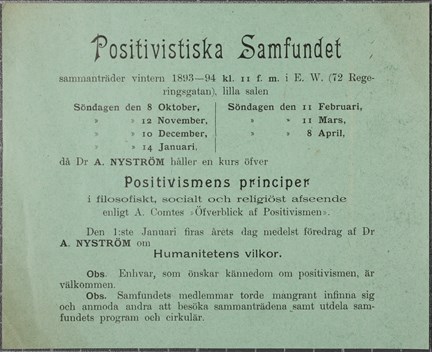 Positivistiska Samfundet
sammanträder vintern 1893—94 kl. 11 f. m. i E. W. (72 Rege-
ringsgatan), lilla salen
Söndagen den 8 Oktober,
» » 12 November,
» » 10 December,
» » 14 Januari,
Söndagen den 11 Februari,
» » 11 Mars,
» » 8 April,
då Dr A. NYSTRÖM håller en kurs öfver
Positivismens principer
i filosofiskt, socialt och religiöst afseende
enligt A. Comtes »Öfverblick af Positivismen».
Den 1:ste Januari firas årets dag medelst föredrag af Dr
A. NYSTRÖM om
Humanitetens vilkor.
Obs. Enhvar, som önskar kännedom om positivismen, är
välkommen.
Obs. Samfundets medlemmar torde mangrant infinna sig
och anmoda andra att besöka sammanträdena samt utdela sam-
fundets program och cirkulär.